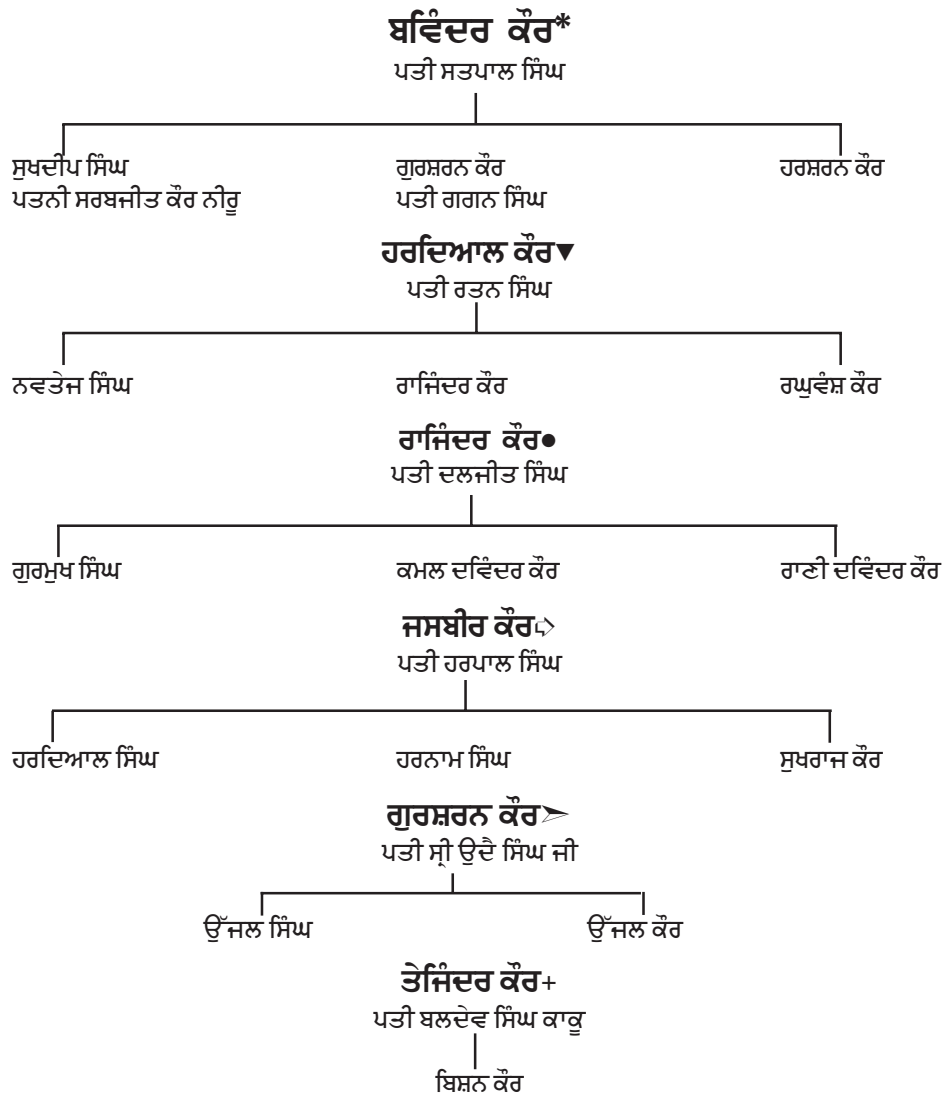 ਬਵਿੰਦਰ ਕੌਰ*
ਪਤੀ ਸਤਪਾਲ ਸਿੰਘ
ਸੁਖਦੀਪ ਸਿੰਘ ਗੁਰਸ਼ਰਨ ਕੌਰ ਹਰਸ਼ਰਨ ਕੌਰ
ਪਤਨੀ ਸਰਬਜੀਤ ਕੌਰ ਨੀਰੂ ਪਤੀ ਗਗਨ ਸਿੰਘ
ਹਰਦਿਆਲ ਕੌਰ▼
ਪਤੀ ਰਤਨ ਸਿੰਘ
ਨਵਤੇਜ ਸਿੰਘ ਰਾਜਿੰਦਰ ਕੌਰ ਰਘੁਵੰਸ਼ ਕੌਰ
ਰਾਜਿੰਦਰ ਕੌਰ●
ਪਤੀ ਦਲਜੀਤ ਸਿੰਘ
ਗੁਰਮੁਖ ਸਿੰਘ ਕਮਲ ਦਵਿੰਦਰ ਕੌਰ ਰਾਣੀ ਦਵਿੰਦਰ ਕੌਰ
ਜਸਬੀਰ ਕੌਰ➪
ਪਤੀ ਹਰਪਾਲ ਸਿੰਘ
ਹਰਦਿਆਲ ਸਿੰਘ ਹਰਨਾਮ ਸਿੰਘ ਸੁਖਰਾਜ ਕੌਰ
ਗੁਰਸ਼ਰਨ ਕੌਰ➣
ਪਤੀ ਸ੍ਰੀ ਉਦੈ ਸਿੰਘ ਜੀ
ਉੱਜਲ ਸਿੰਘ ਉੱਜਲ ਕੌਰ
ਤੇਜਿੰਦਰ ਕੌਰ+
ਪਤੀ ਬਲਦੇਵ ਸਿੰਘ ਕਾਕੂ
ਬਿਸ਼ਨ ਕੌਰ